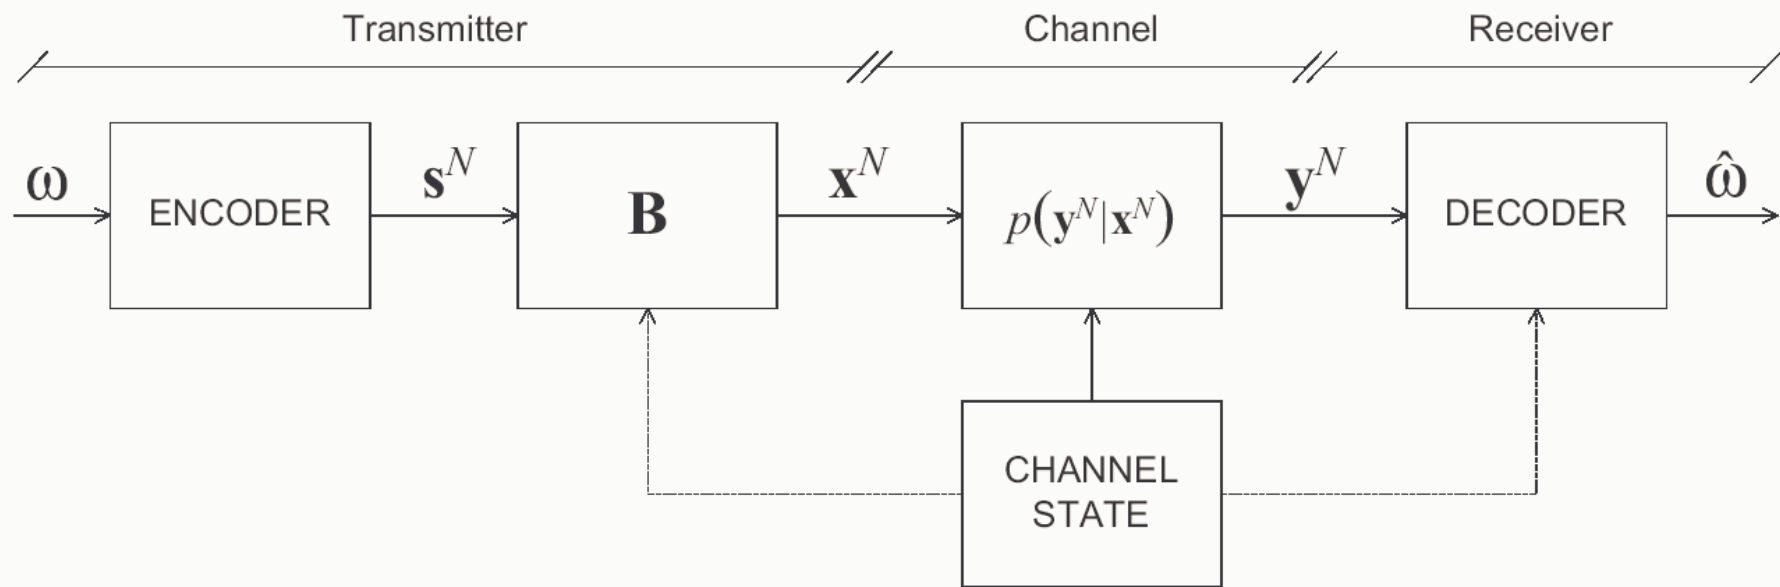 Transmitter
Channel
Receiver
ω
ENCODER
s^N
B
x^N
p(y^N|x^N)
y^N
DECODER
ω̂
CHANNEL
STATE